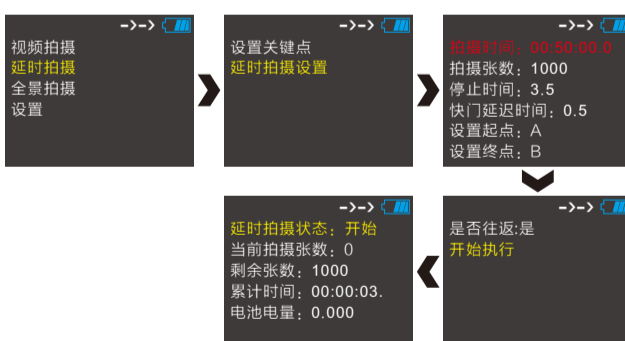 –>–>
视频拍摄
延时拍摄
全景拍摄
设置
–>–>
设置关键点
延时拍摄设置
–>–>
拍摄时间：00:50:00.0
拍摄张数：1000
停止时间：3.5
快门延迟时间：0.5
设置起点：A
设置终点：B
–>–>
是否往返:是
开始执行
–>–>
延时拍摄状态：开始
当前拍摄张数：0
剩余张数：1000
累计时间：00:00:03.
电池电量：0.000